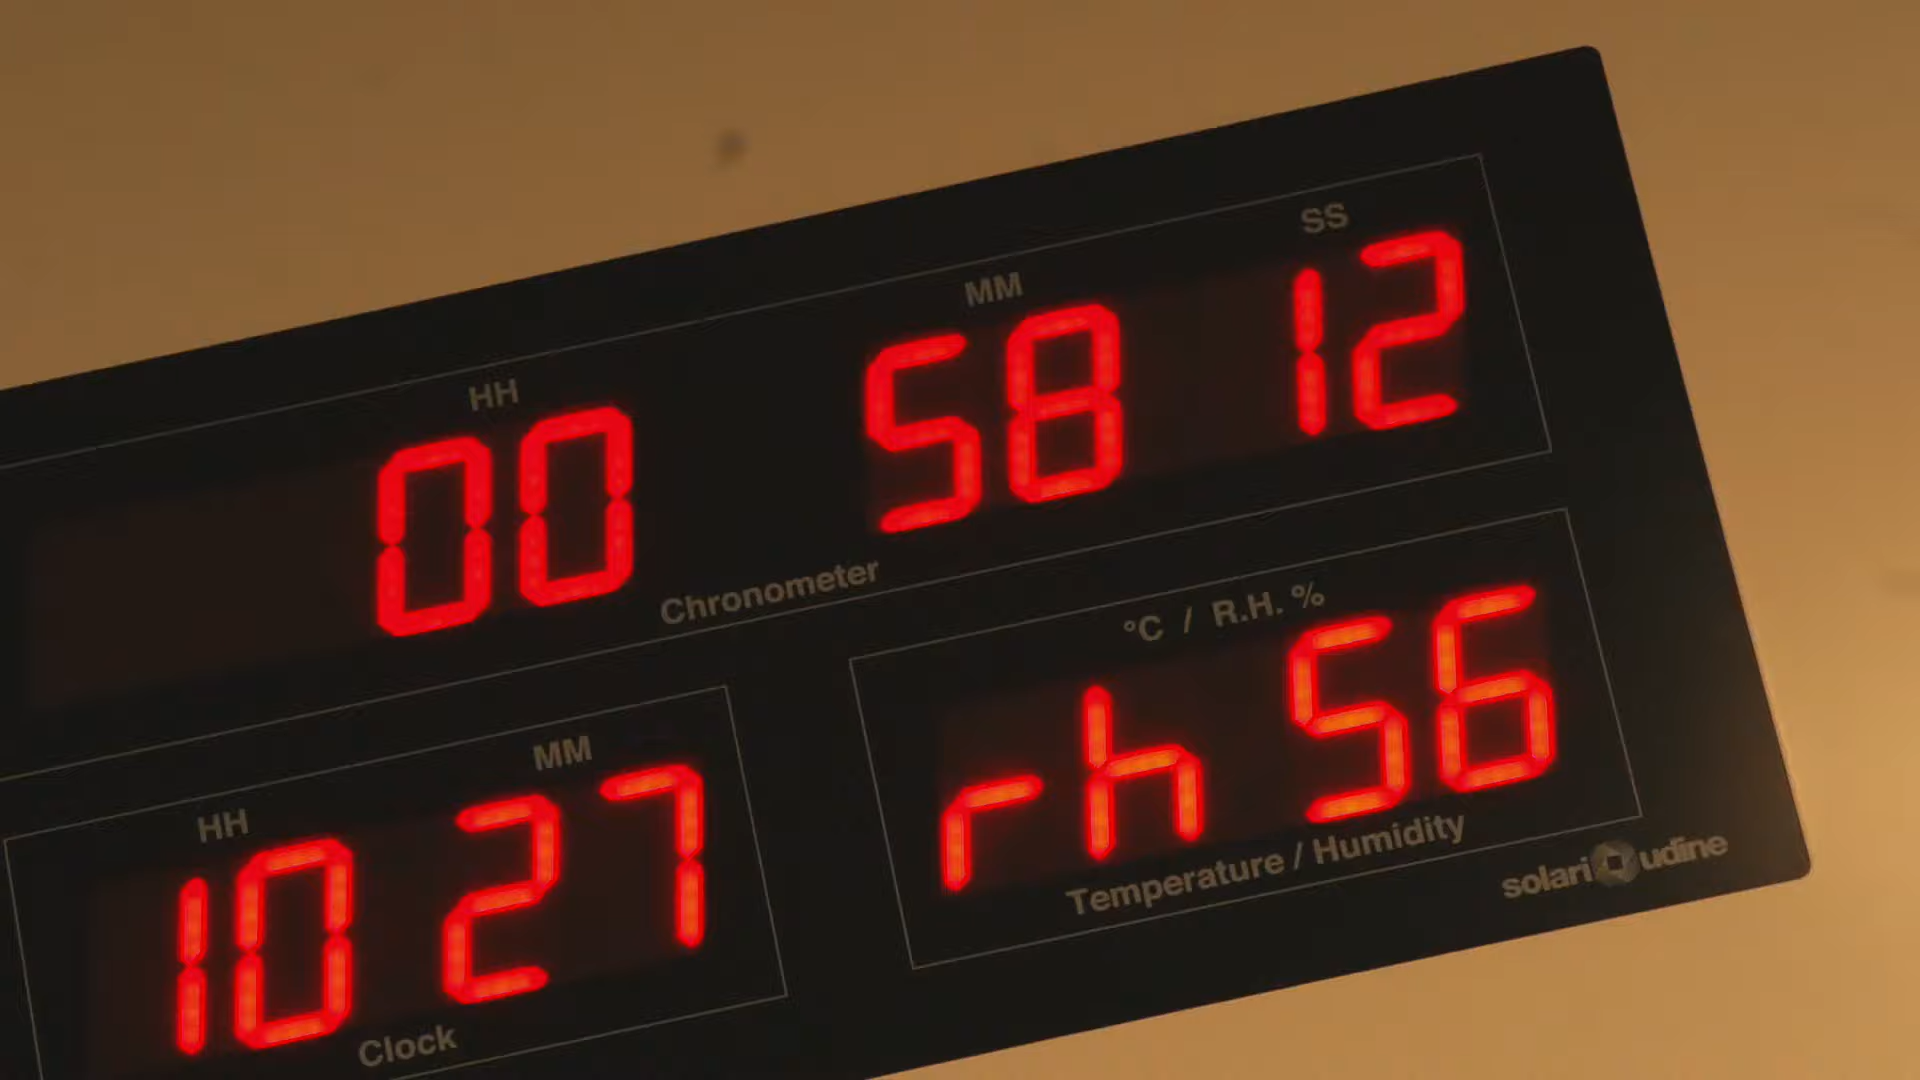 HH MM SS
00 58 12
Chronometer
HH MM
10 27
Clock
°C / R.H. %
rh 56
Temperature / Humidity
solari udine